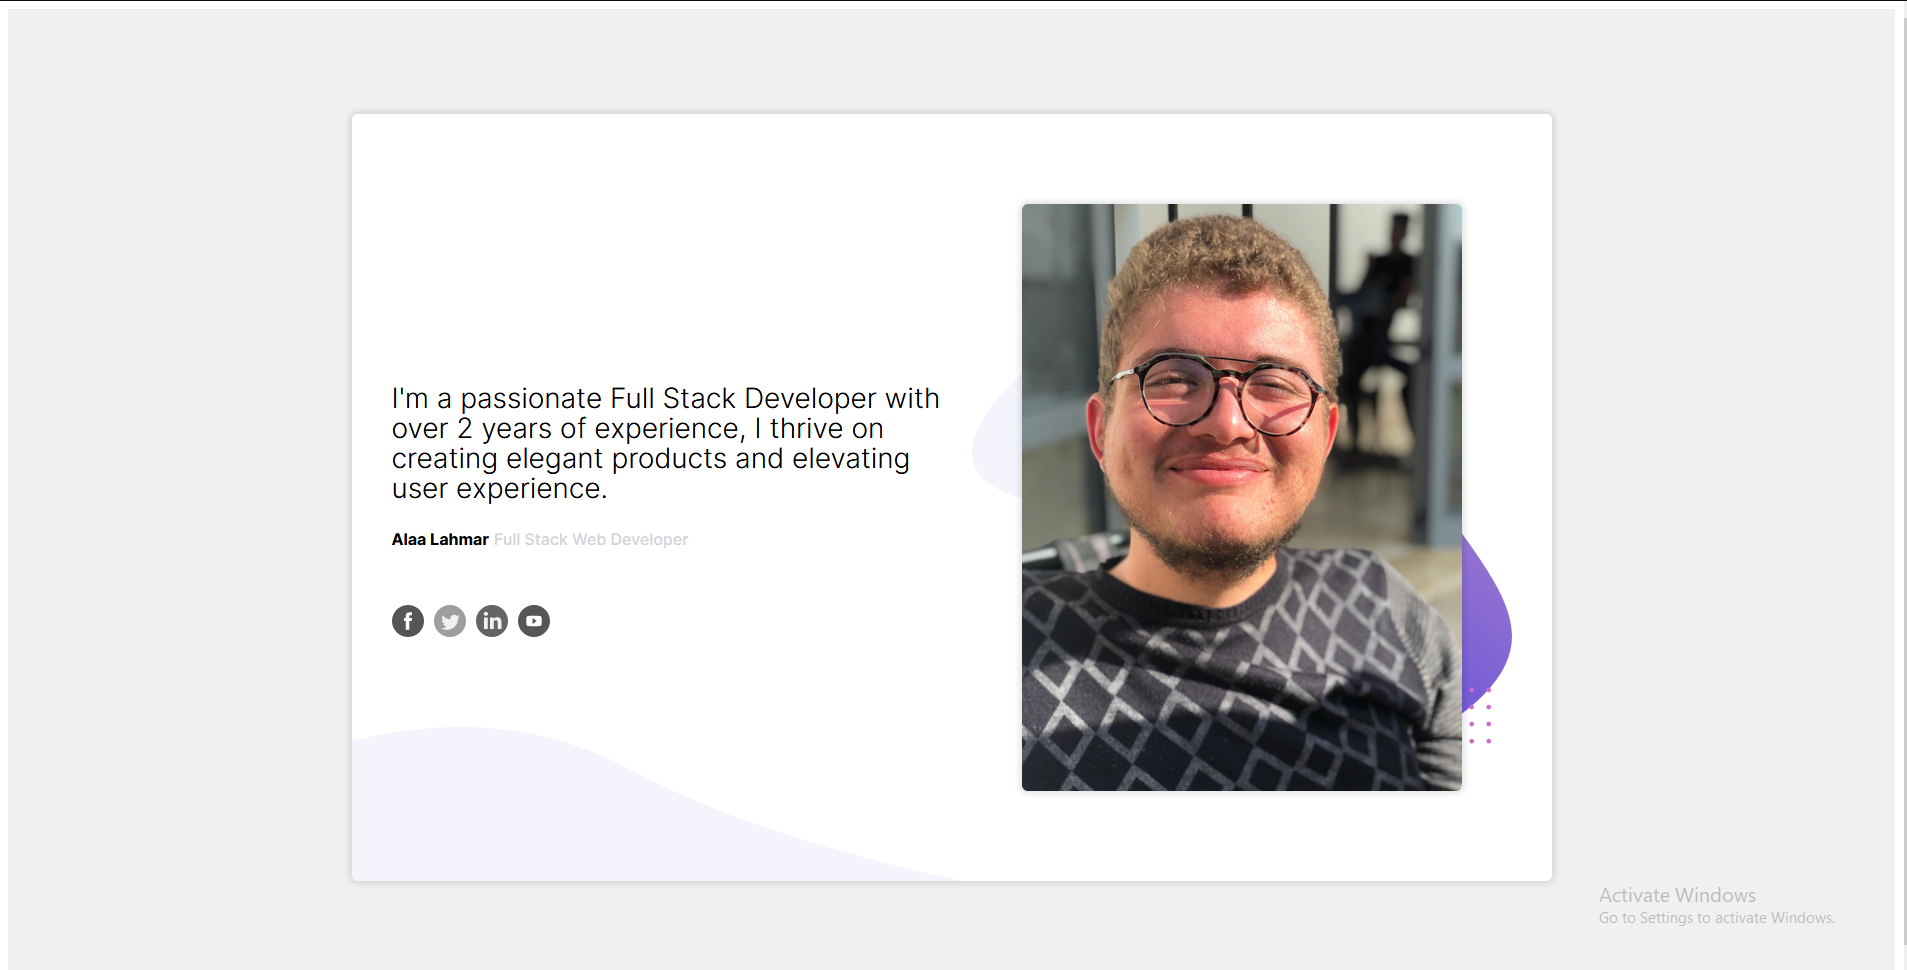 I'm a passionate Full Stack Developer with
over 2 years of experience, I thrive on
creating elegant products and elevating
user experience.
Alaa Lahmar Full Stack Web Developer
f in
Activate Windows
Go to Settings to activate Windows.